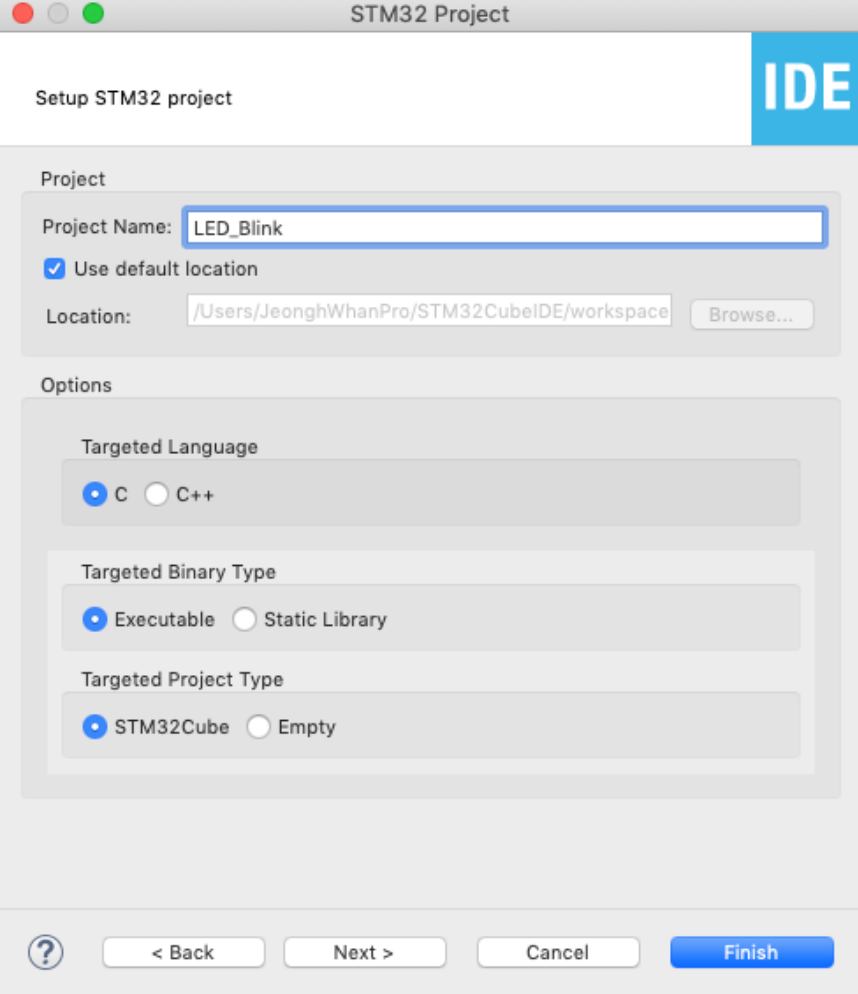 STM32 Project
Setup STM32 project
IDE
Project
Project Name: LED_Blink
Use default location
Location: /Users/JeonghWhanPro/STM32CubeIDE/workspace Browse...
Options
Targeted Language
C C++
Targeted Binary Type
Executable Static Library
Targeted Project Type
STM32Cube Empty
? < Back Next > Cancel Finish